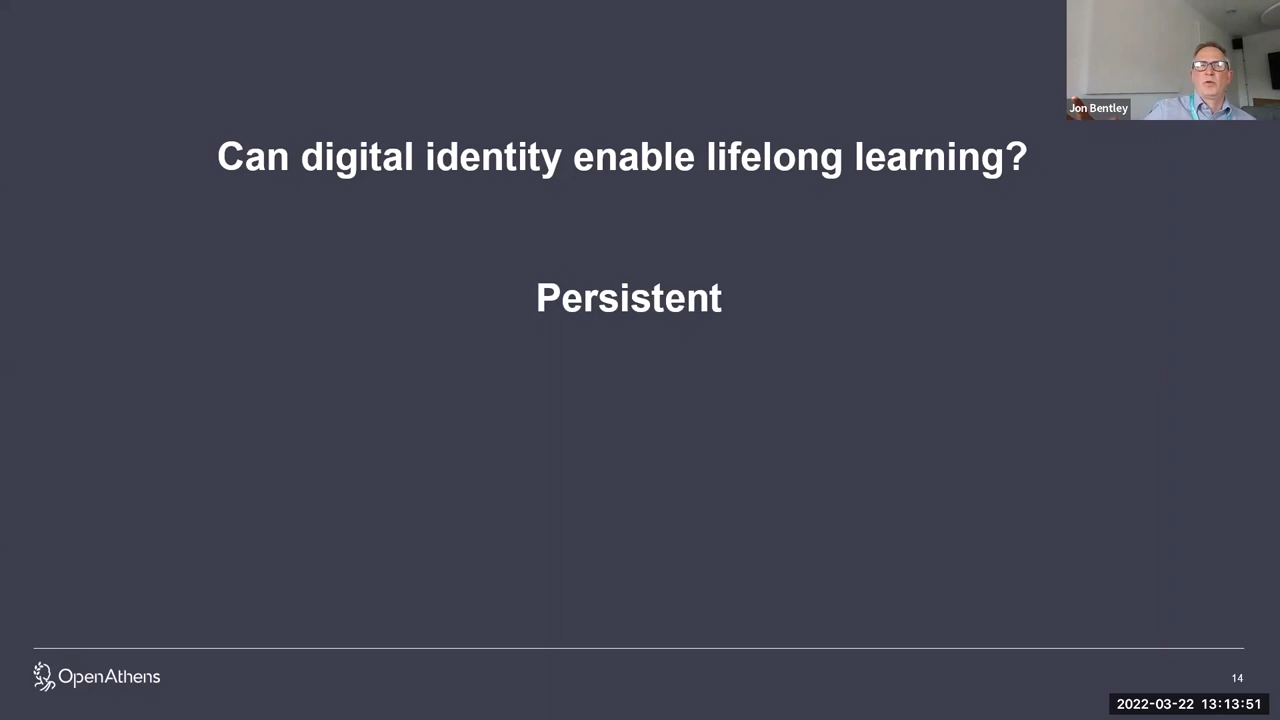 Jon Bentley
Can digital identity enable lifelong learning?
Persistent
OpenAthens
14
2022-03-22 13:13:51